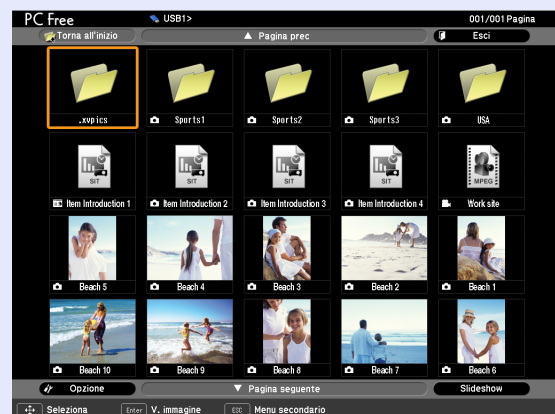 PC Free USB1> 001/001 Pagina
Torna all'inizio ▲ Pagina prec Esci
.xvpics Sports1 Sports2 Sports3 USA
SIT SIT SIT SIT MPEG
Item Introduction 1 Item Introduction 2 Item Introduction 3 Item Introduction 4 Work site
Beach 5 Beach 4 Beach 3 Beach 2 Beach 1
Beach 10 Beach 9 Beach 8 Beach 7 Beach 6
Opzione ▼ Pagina seguente Slideshow
Seleziona Enter V. immagine ESC Menu secondario